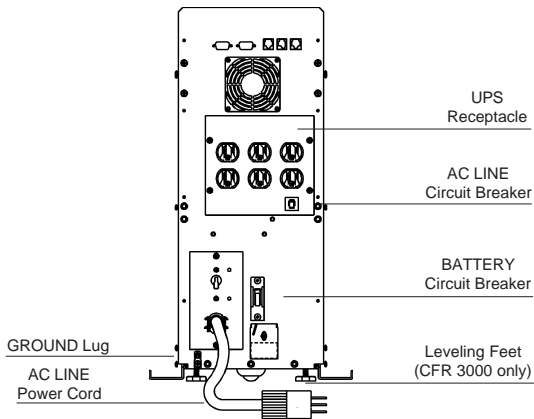 UPS
Receptacle
AC LINE
Circuit Breaker
BATTERY
Circuit Breaker
GROUND Lug
AC LINE
Power Cord
Leveling Feet
(CFR 3000 only)